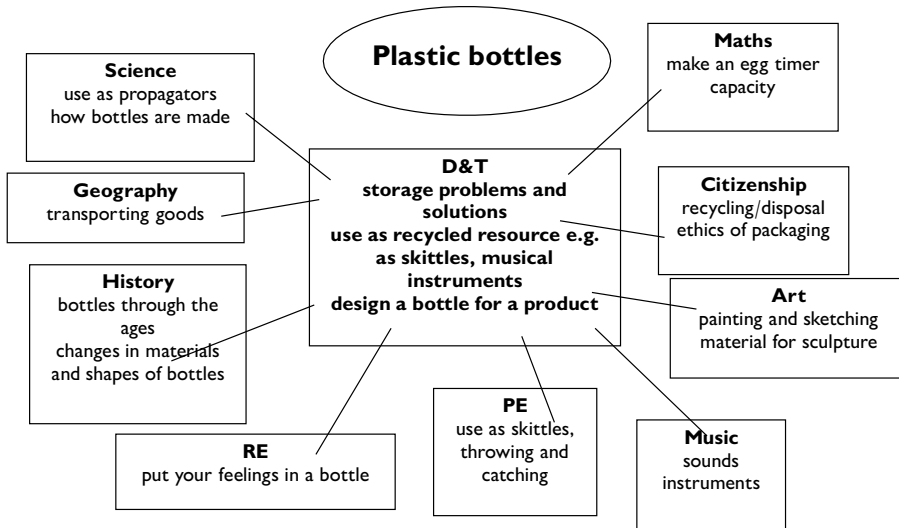 Plastic bottles
Science
use as propagators
how bottles are made
Maths
make an egg timer
capacity
D&T
storage problems and
solutions
use as recycled resource e.g.
as skittles, musical
instruments
design a bottle for a product
Geography
transporting goods
Citizenship
recycling/disposal
ethics of packaging
History
bottles through the
ages
changes in materials
and shapes of bottles
Art
painting and sketching
material for sculpture
RE
put your feelings in a bottle
PE
use as skittles,
throwing and
catching
Music
sounds
instruments